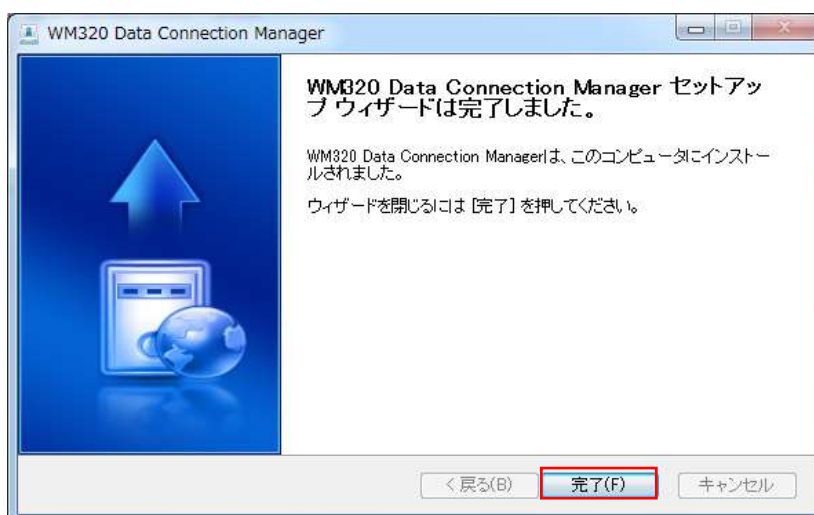 WM320 Data Connection Manager
WM320 Data Connection Manager セットアッ
プ ウィザードは完了しました。
WM320 Data Connection Managerは、このコンピュータにインストー
ルされました。
ウィザードを閉じるには [完了] を押してください。
< 戻る(B)
完了(F)
キャンセル